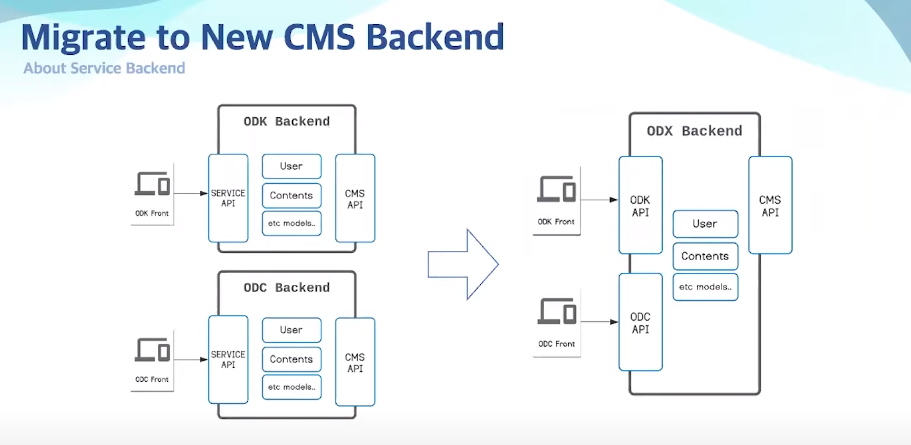 Migrate to New CMS Backend
About Service Backend
ODK Backend
ODK Front
SERVICE
API
User
Contents
etc models..
CMS
API
ODC Backend
ODC Front
SERVICE
API
User
Contents
etc models..
CMS
API
ODX Backend
ODK Front
ODK
API
ODC Front
ODC
API
User
Contents
etc models..
CMS
API